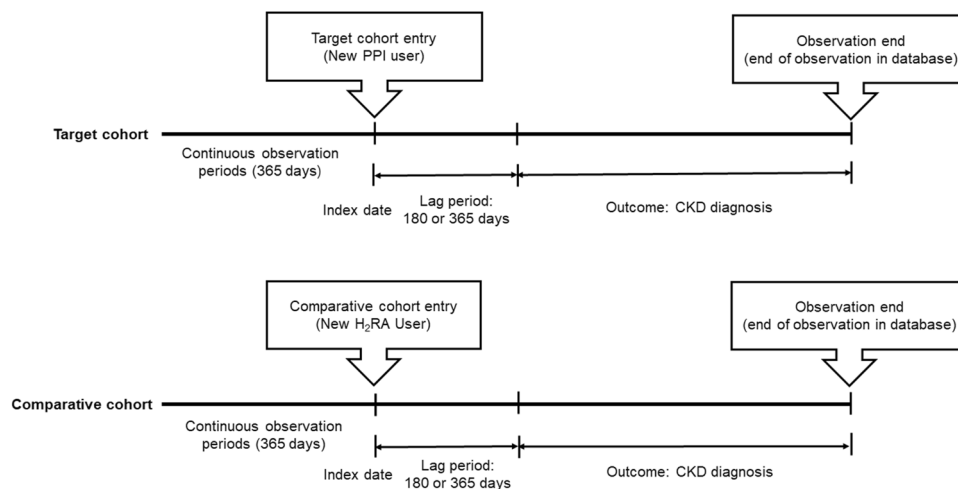 Target cohort entry
(New PPI user)
Observation end
(end of observation in database)
Target cohort
Continuous observation
periods (365 days)
Index date
Lag period:
180 or 365 days
Outcome: CKD diagnosis
Comparative cohort entry
(New H₂RA User)
Observation end
(end of observation in database)
Comparative cohort
Continuous observation
periods (365 days)
Index date
Lag period:
180 or 365 days
Outcome: CKD diagnosis